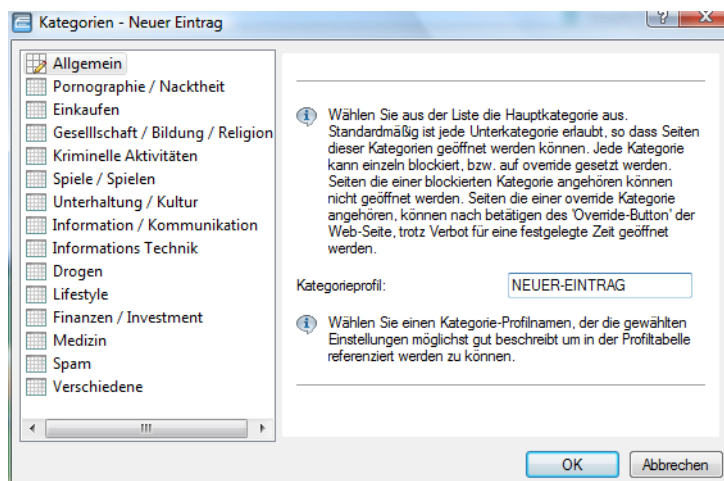 Kategorien - Neuer Eintrag
Allgemein
Pornographie / Nacktheit
Einkaufen
Geselllschaft / Bildung / Religion
Kriminelle Aktivitäten
Spiele / Spielen
Unterhaltung / Kultur
Information / Kommunikation
Informations Technik
Drogen
Lifestyle
Finanzen / Investment
Medizin
Spam
Verschiedene
Wählen Sie aus der Liste die Hauptkategorie aus.
Standardmäßig ist jede Unterkategorie erlaubt, so dass Seiten
dieser Kategorien geöffnet werden können. Jede Kategorie
kann einzeln blockiert, bzw. auf override gesetzt werden.
Seiten die einer blockierten Kategorie angehören können
nicht geöffnet werden. Seiten die einer override Kategorie
angehören, können nach betätigen des 'Override-Button' der
Web-Seite, trotz Verbot für eine festgelegte Zeit geöffnet
werden.
Kategorieprofil: NEUER-EINTRAG
Wählen Sie einen Kategorie-Profilnamen, der die gewählten
Einstellungen möglichst gut beschreibt um in der Profiltabelle
referenziert werden zu können.
OK Abbrechen